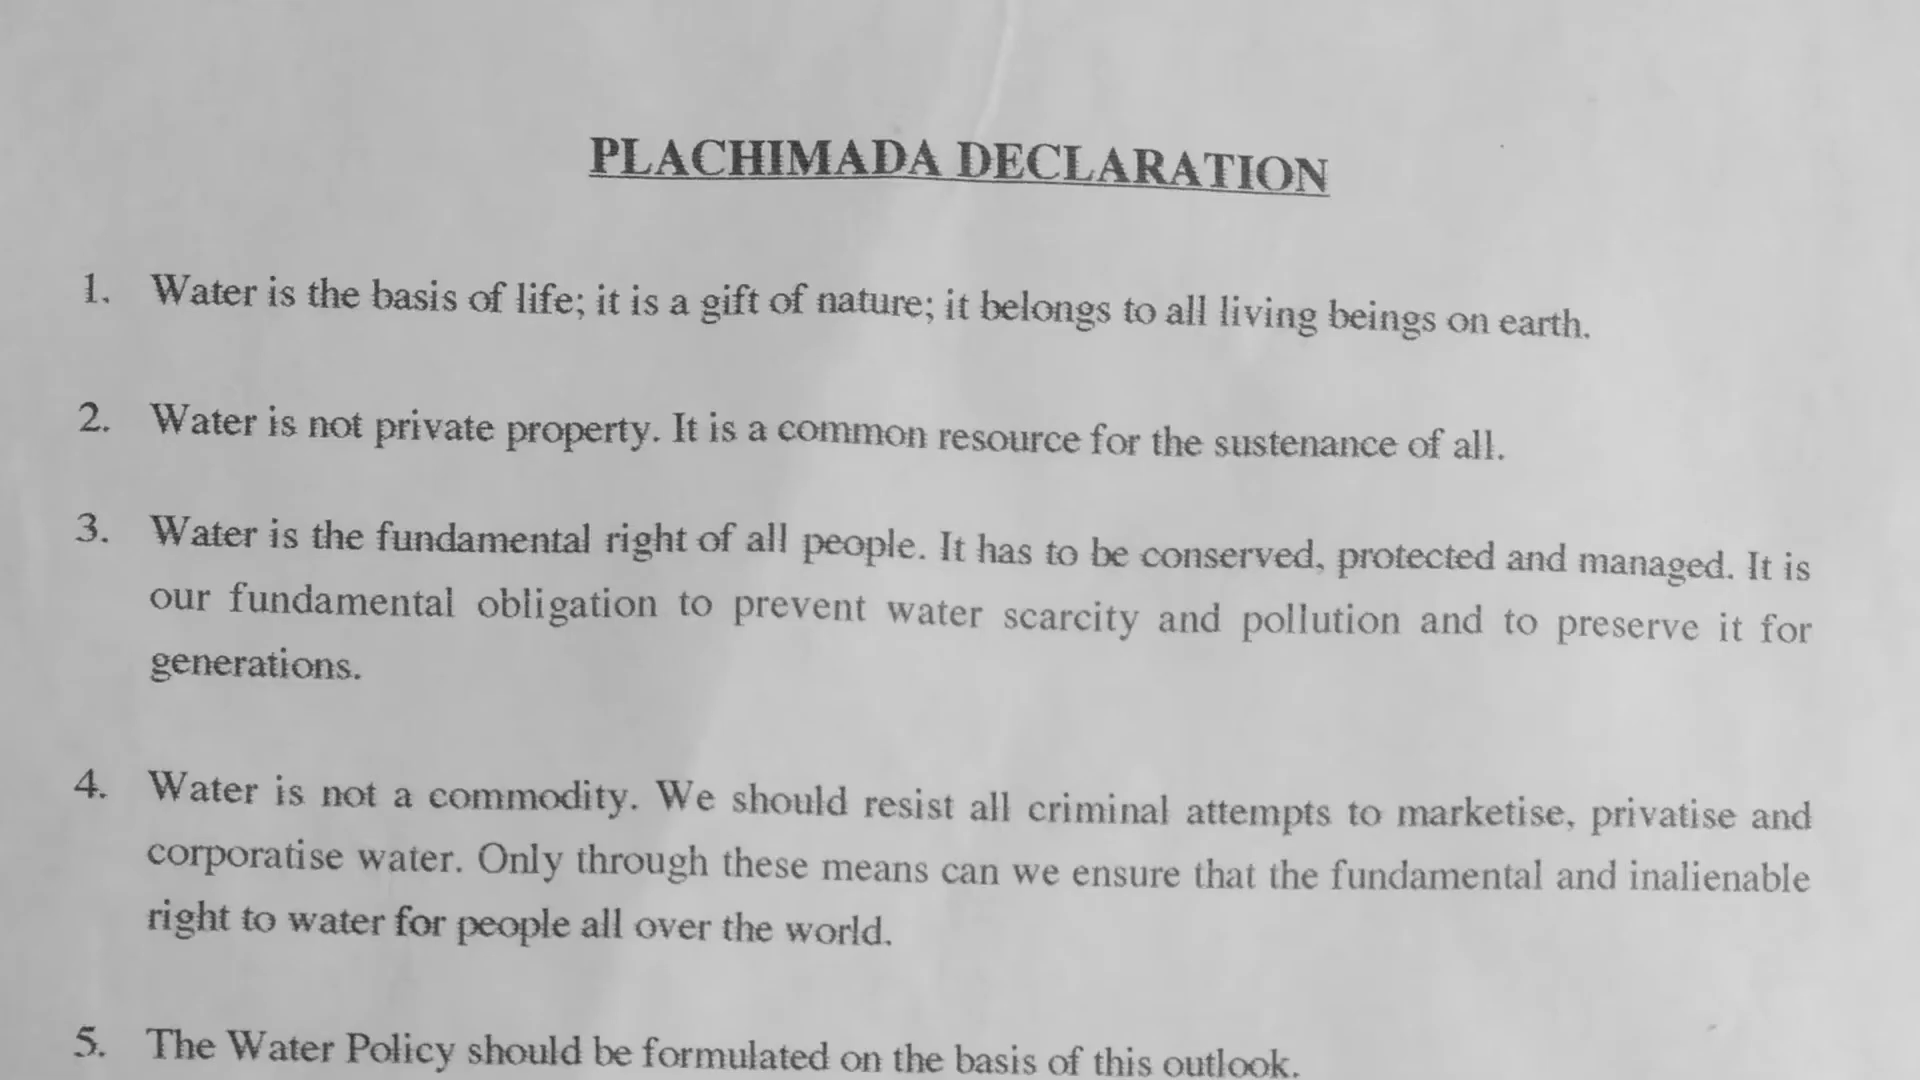 PLACHIMADA DECLARATION
1. Water is the basis of life; it is a gift of nature; it belongs to all living beings on earth.
2. Water is not private property. It is a common resource for the sustenance of all.
3. Water is the fundamental right of all people. It has to be conserved, protected and managed. It is
our fundamental obligation to prevent water scarcity and pollution and to preserve it for
generations.
4. Water is not a commodity. We should resist all criminal attempts to marketise, privatise and
corporatise water. Only through these means can we ensure that the fundamental and inalienable
right to water for people all over the world.
5. The Water Policy should be formulated on the basis of this outlook.